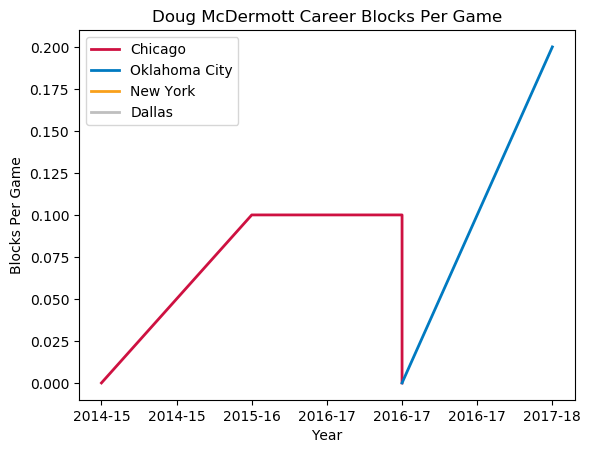 Doug McDermott Career Blocks Per Game
Chicago
Oklahoma City
New York
Dallas
Blocks Per Game
0.200
0.175
0.150
0.125
0.100
0.075
0.050
0.025
0.000
2014-15 2014-15 2015-16 2016-17 2016-17 2016-17 2017-18
Year